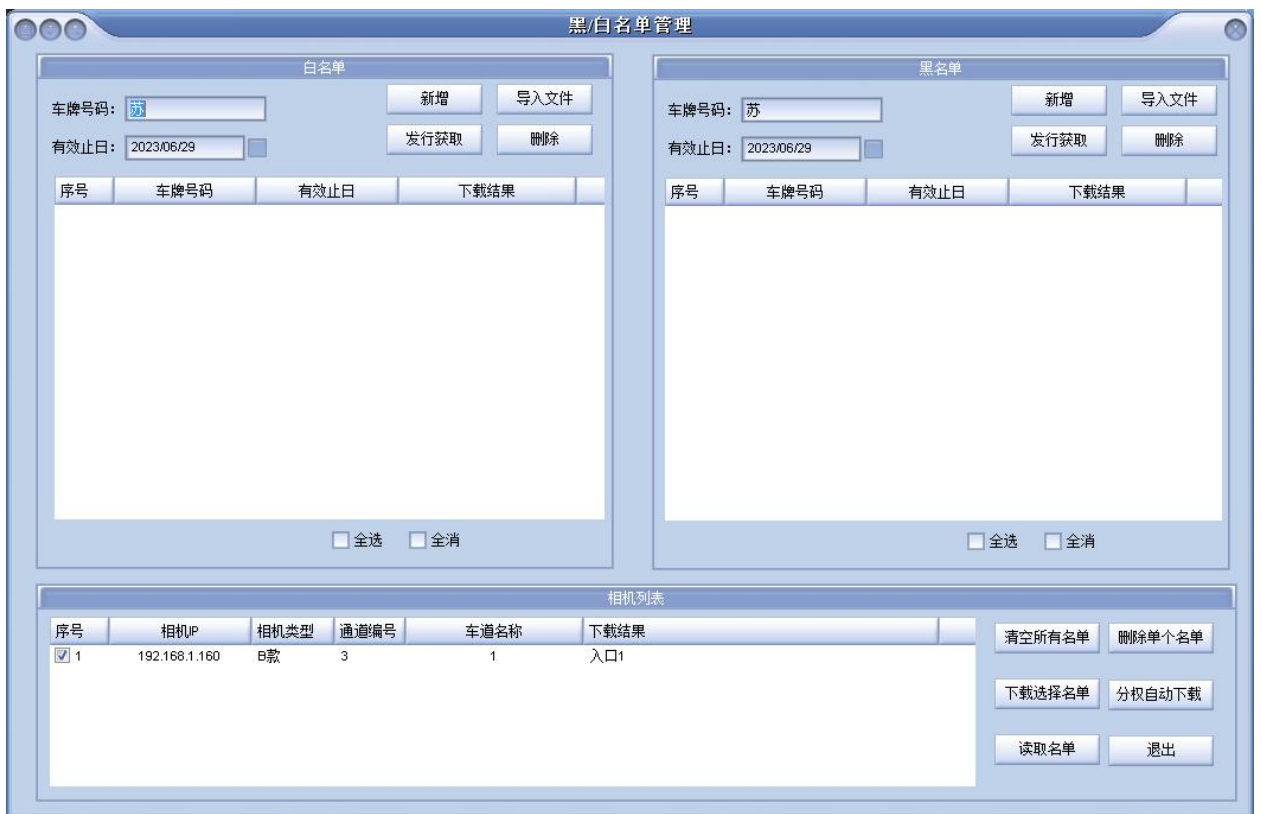 黑/白名单管理
白名单
车牌号码： 苏 新增 导入文件
有效止日： 2023/06/29 发行获取 删除
序号 车牌号码 有效止日 下载结果
全选 全消
黑名单
车牌号码： 苏 新增 导入文件
有效止日： 2023/06/29 发行获取 删除
序号 车牌号码 有效止日 下载结果
全选 全消
相机列表
序号 相机IP 相机类型 通道编号 车道名称 下载结果
1 192.168.1.160 B款 3 1 入口1
清空所有名单 删除单个名单
下载选择名单 分权自动下载
读取名单 退出